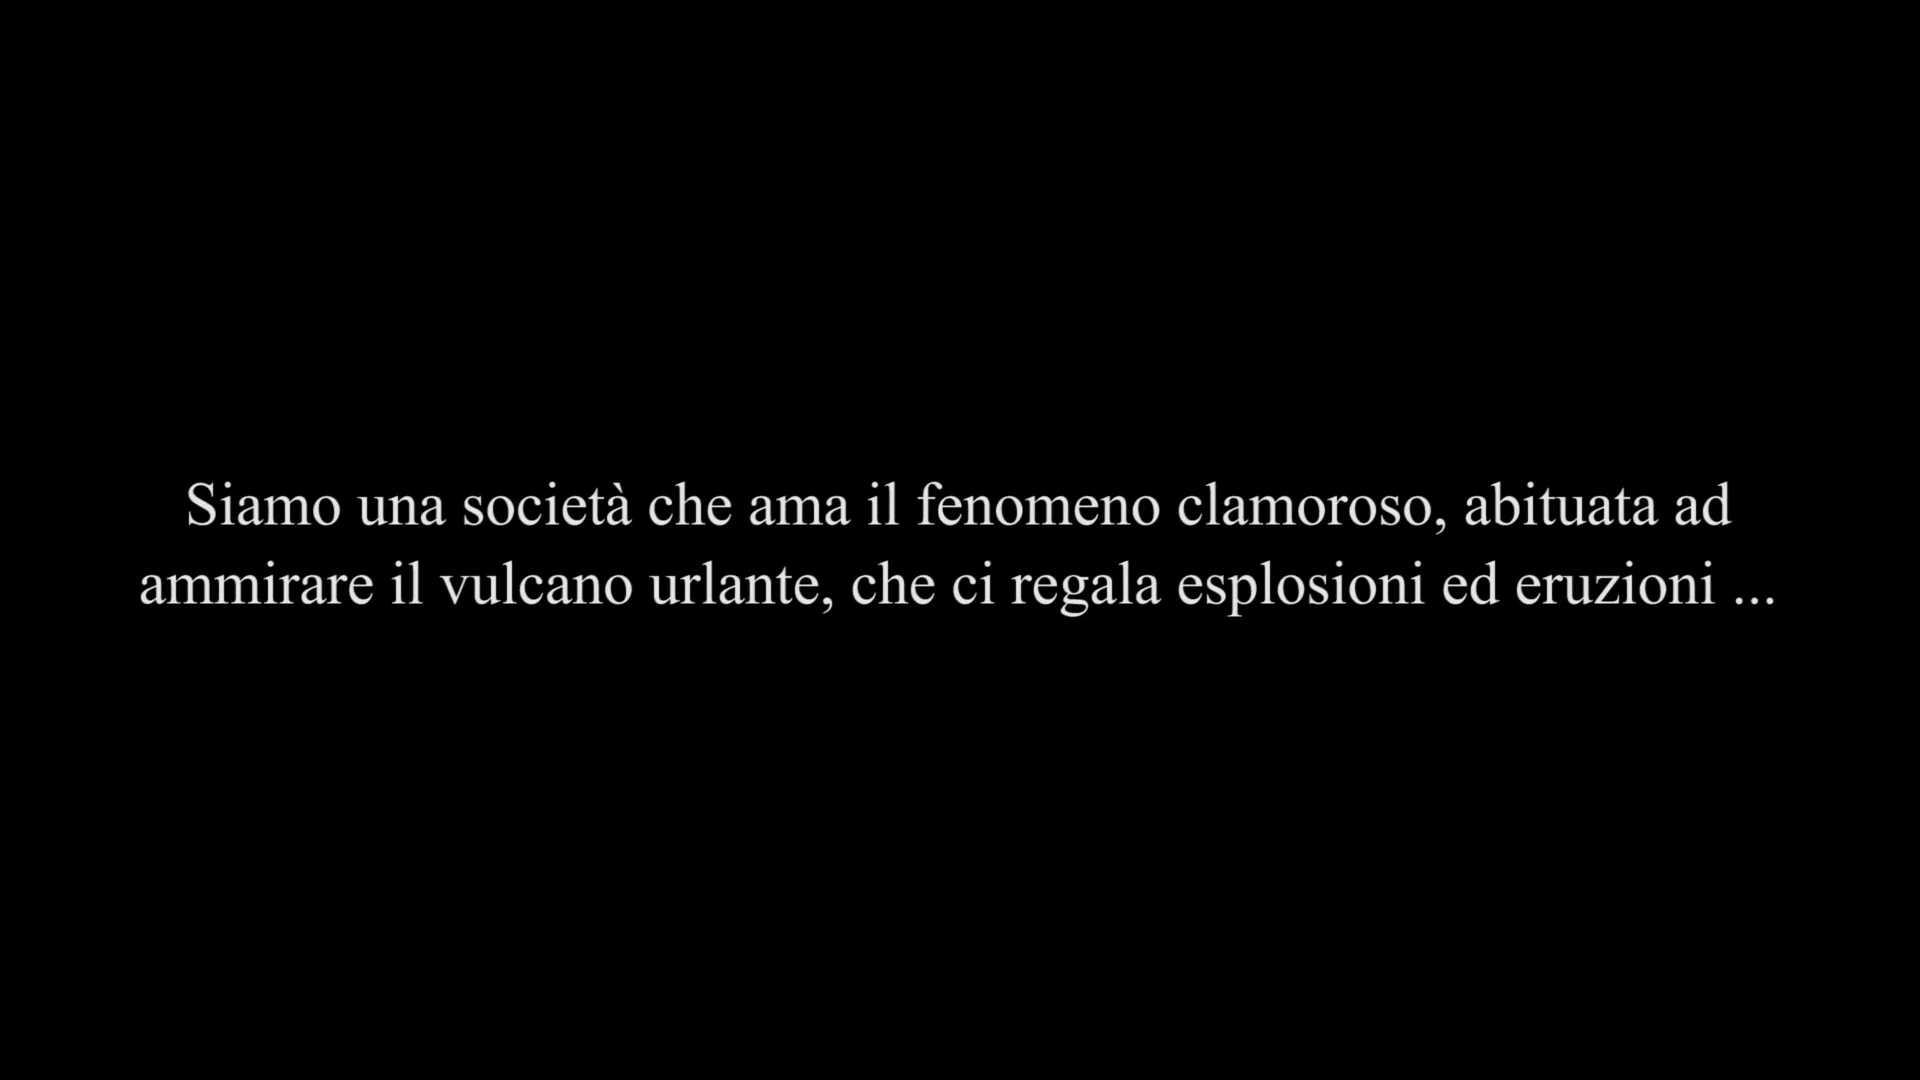 Siamo una società che ama il fenomeno clamoroso, abituata ad
ammirare il vulcano urlante, che ci regala esplosioni ed eruzioni ...